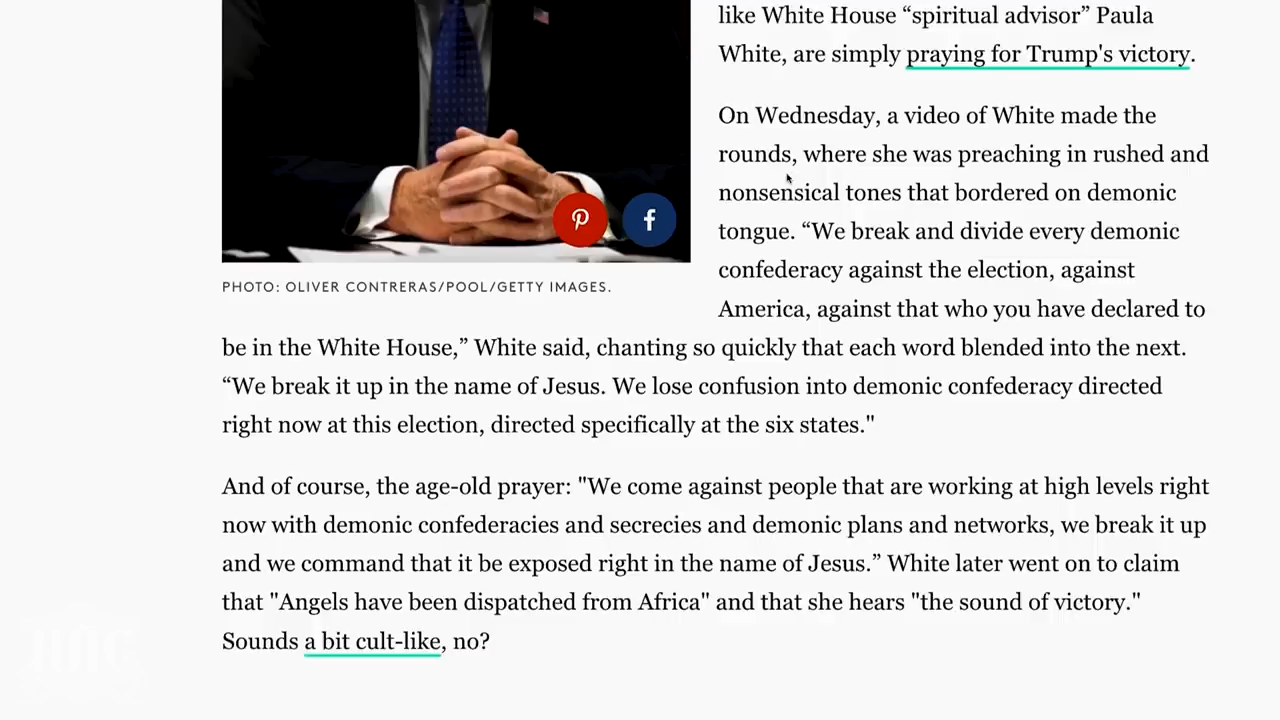 like White House “spiritual advisor” Paula
White, are simply praying for Trump's victory.
On Wednesday, a video of White made the
rounds, where she was preaching in rushed and
nonsensical tones that bordered on demonic
tongue. “We break and divide every demonic
confederacy against the election, against
America, against that who you have declared to
PHOTO: OLIVER CONTRERAS/POOL/GETTY IMAGES.
be in the White House,” White said, chanting so quickly that each word blended into the next.
“We break it up in the name of Jesus. We lose confusion into demonic confederacy directed
right now at this election, directed specifically at the six states."
And of course, the age-old prayer: "We come against people that are working at high levels right
now with demonic confederacies and secrecies and demonic plans and networks, we break it up
and we command that it be exposed right in the name of Jesus.” White later went on to claim
that "Angels have been dispatched from Africa" and that she hears "the sound of victory."
Sounds a bit cult-like, no?